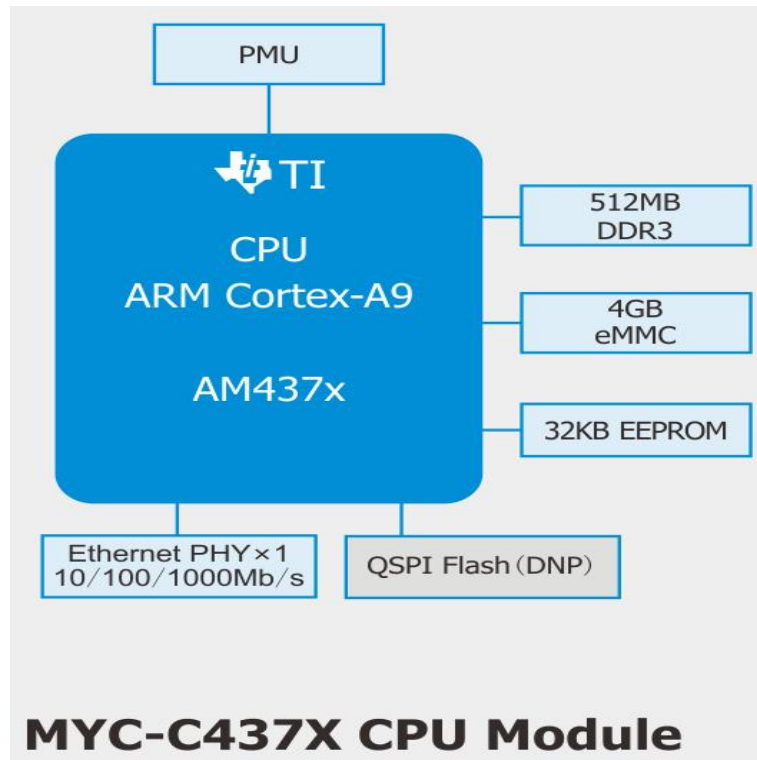 PMU
TI
CPU
ARM Cortex-A9
AM437x
512MB
DDR3
4GB
eMMC
32KB EEPROM
Ethernet PHY×1
10/100/1000Mb/s
QSPI Flash(DNP)
MYC-C437X CPU Module